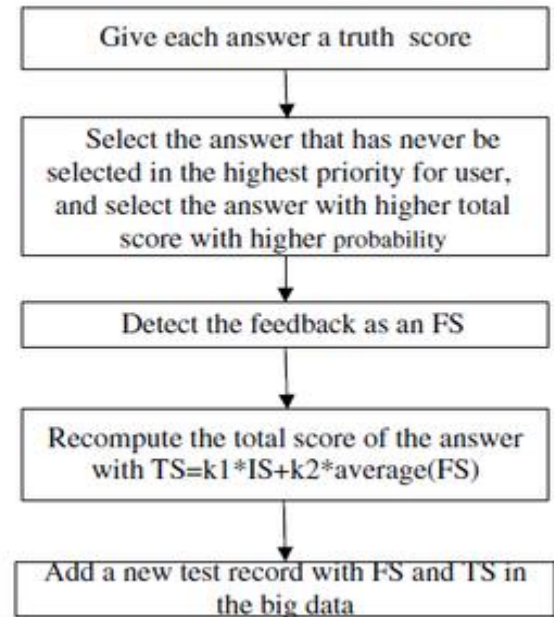 Give each answer a truth score
Select the answer that has never be
selected in the highest priority for user,
and select the answer with higher total
score with higher probability
Detect the feedback as an FS
Recompute the total score of the answer
with TS=k1*IS+k2*average(FS)
Add a new test record with FS and TS in
the big data